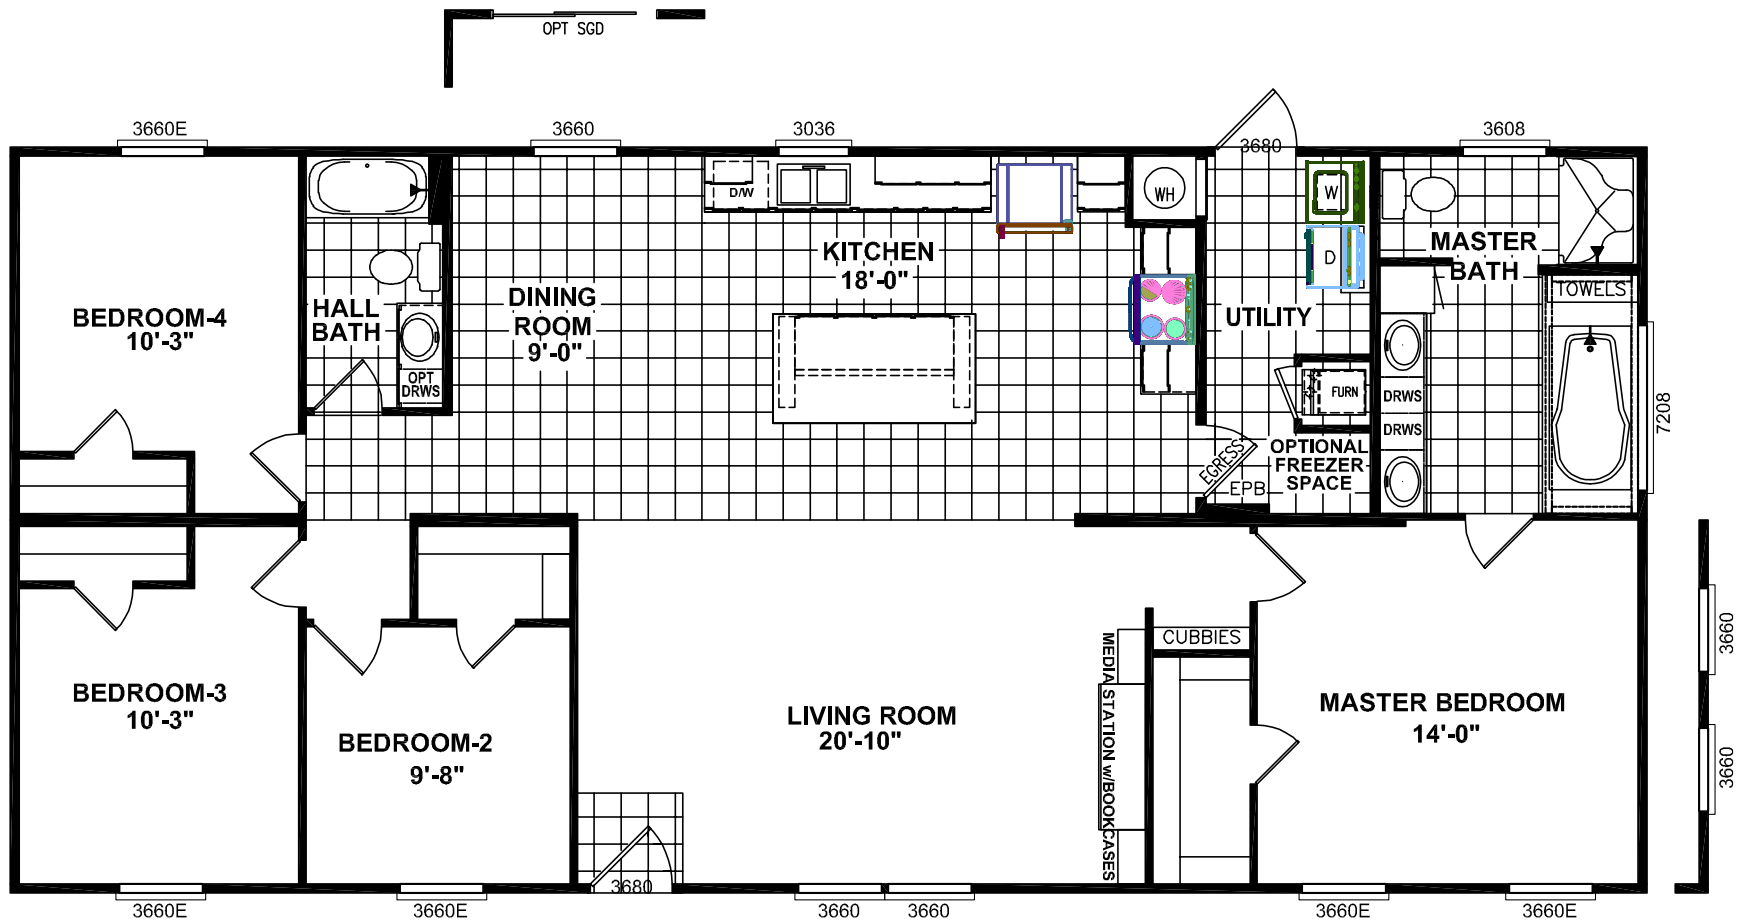 OPT SGD
3660E
3660
3036
3680
3608
D/W
WH
W
D
KITCHEN
18'-0"
MASTER
BATH
TOWELS
DINING
ROOM
9'-0"
HALL
BATH
BEDROOM-4
10'-3"
UTILITY
OPT
DRWS
FURN
DRWS
DRWS
7208
OPTIONAL
FREEZER
SPACE
EGRESS
EPB
CUBBIES
MEDIA STATION w/BOOKCASES
3660
3660
BEDROOM-3
10'-3"
BEDROOM-2
9'-8"
LIVING ROOM
20'-10"
MASTER BEDROOM
14'-0"
3680
3660E
3660E
3660
3660
3660E
3660E